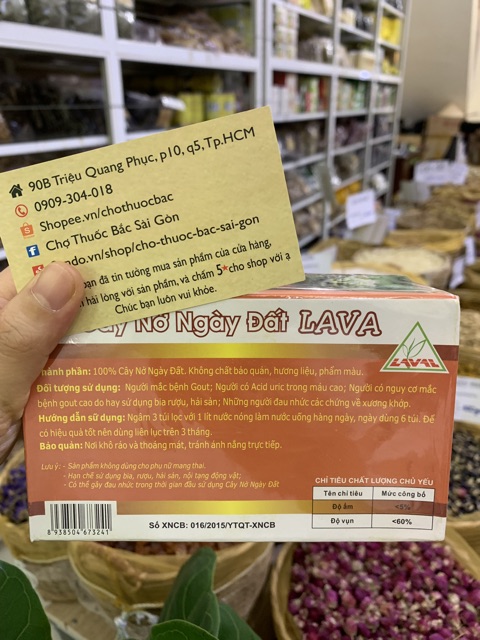 90B Triệu Quang Phục, p10, q5, Tp.HCM
0909-304-018
Shopee.vn/chothuocbac
Chợ Thuốc Bắc Sài Gòn
ndo.vn/shop/cho-thuoc-bac-sai-gon
bạn đã tin tưởng mua sản phẩm của cửa hàng,
hài lòng với sản phẩm, và chấm 5*cho shop với ạ
Chúc bạn luôn vui khỏe.
Cây Nở Ngày Đất LAVA
LAVAL
hành phần: 100% Cây Nở Ngày Đất. Không chất bảo quản, hương liệu, phẩm màu.
Đối tượng sử dụng: Người mắc bệnh Gout; Người có Acid uric trong máu cao; Người có nguy cơ mắc
bệnh gout cao do hay sử dụng bia rượu, hải sản; Những người đau nhức các chứng về xương khớp.
Hướng dẫn sử dụng: Ngâm 3 túi lọc với 1 lít nước nóng làm nước uống hàng ngày, ngày dùng 6 túi. Để
có hiệu quả tốt nên dùng liên tục trên 3 tháng.
Bảo quản: Nơi khô ráo và thoáng mát, tránh ánh nắng trực tiếp.
Lưu ý: - Sản phẩm không dùng cho phụ nữ mang thai.
- Hạn chế sử dụng bia, rượu, hải sản, nội tạng động vật;
- Có thể gây đau nhức trong thời gian đầu sử dụng Cây Nở Ngày Đất
CHỈ TIÊU CHẤT LƯỢNG CHỦ YẾU
Tên chỉ tiêu Mức công bố
Độ ẩm <5%
Độ vụn <60%
8 938504 673241
Số XNCB: 016/2015/YTQT-XNCB